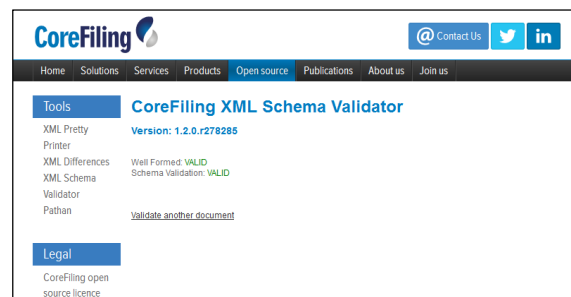 CoreFiling
@ Contact Us
in
Home Solutions Services Products Open source Publications About us Join us
Tools
XML Pretty
Printer
XML Differences
XML Schema
Validator
Pathan
CoreFiling XML Schema Validator
Version: 1.2.0.r278285
Well Formed: VALID
Schema Validation: VALID
Validate another document
Legal
CoreFiling open
source licence